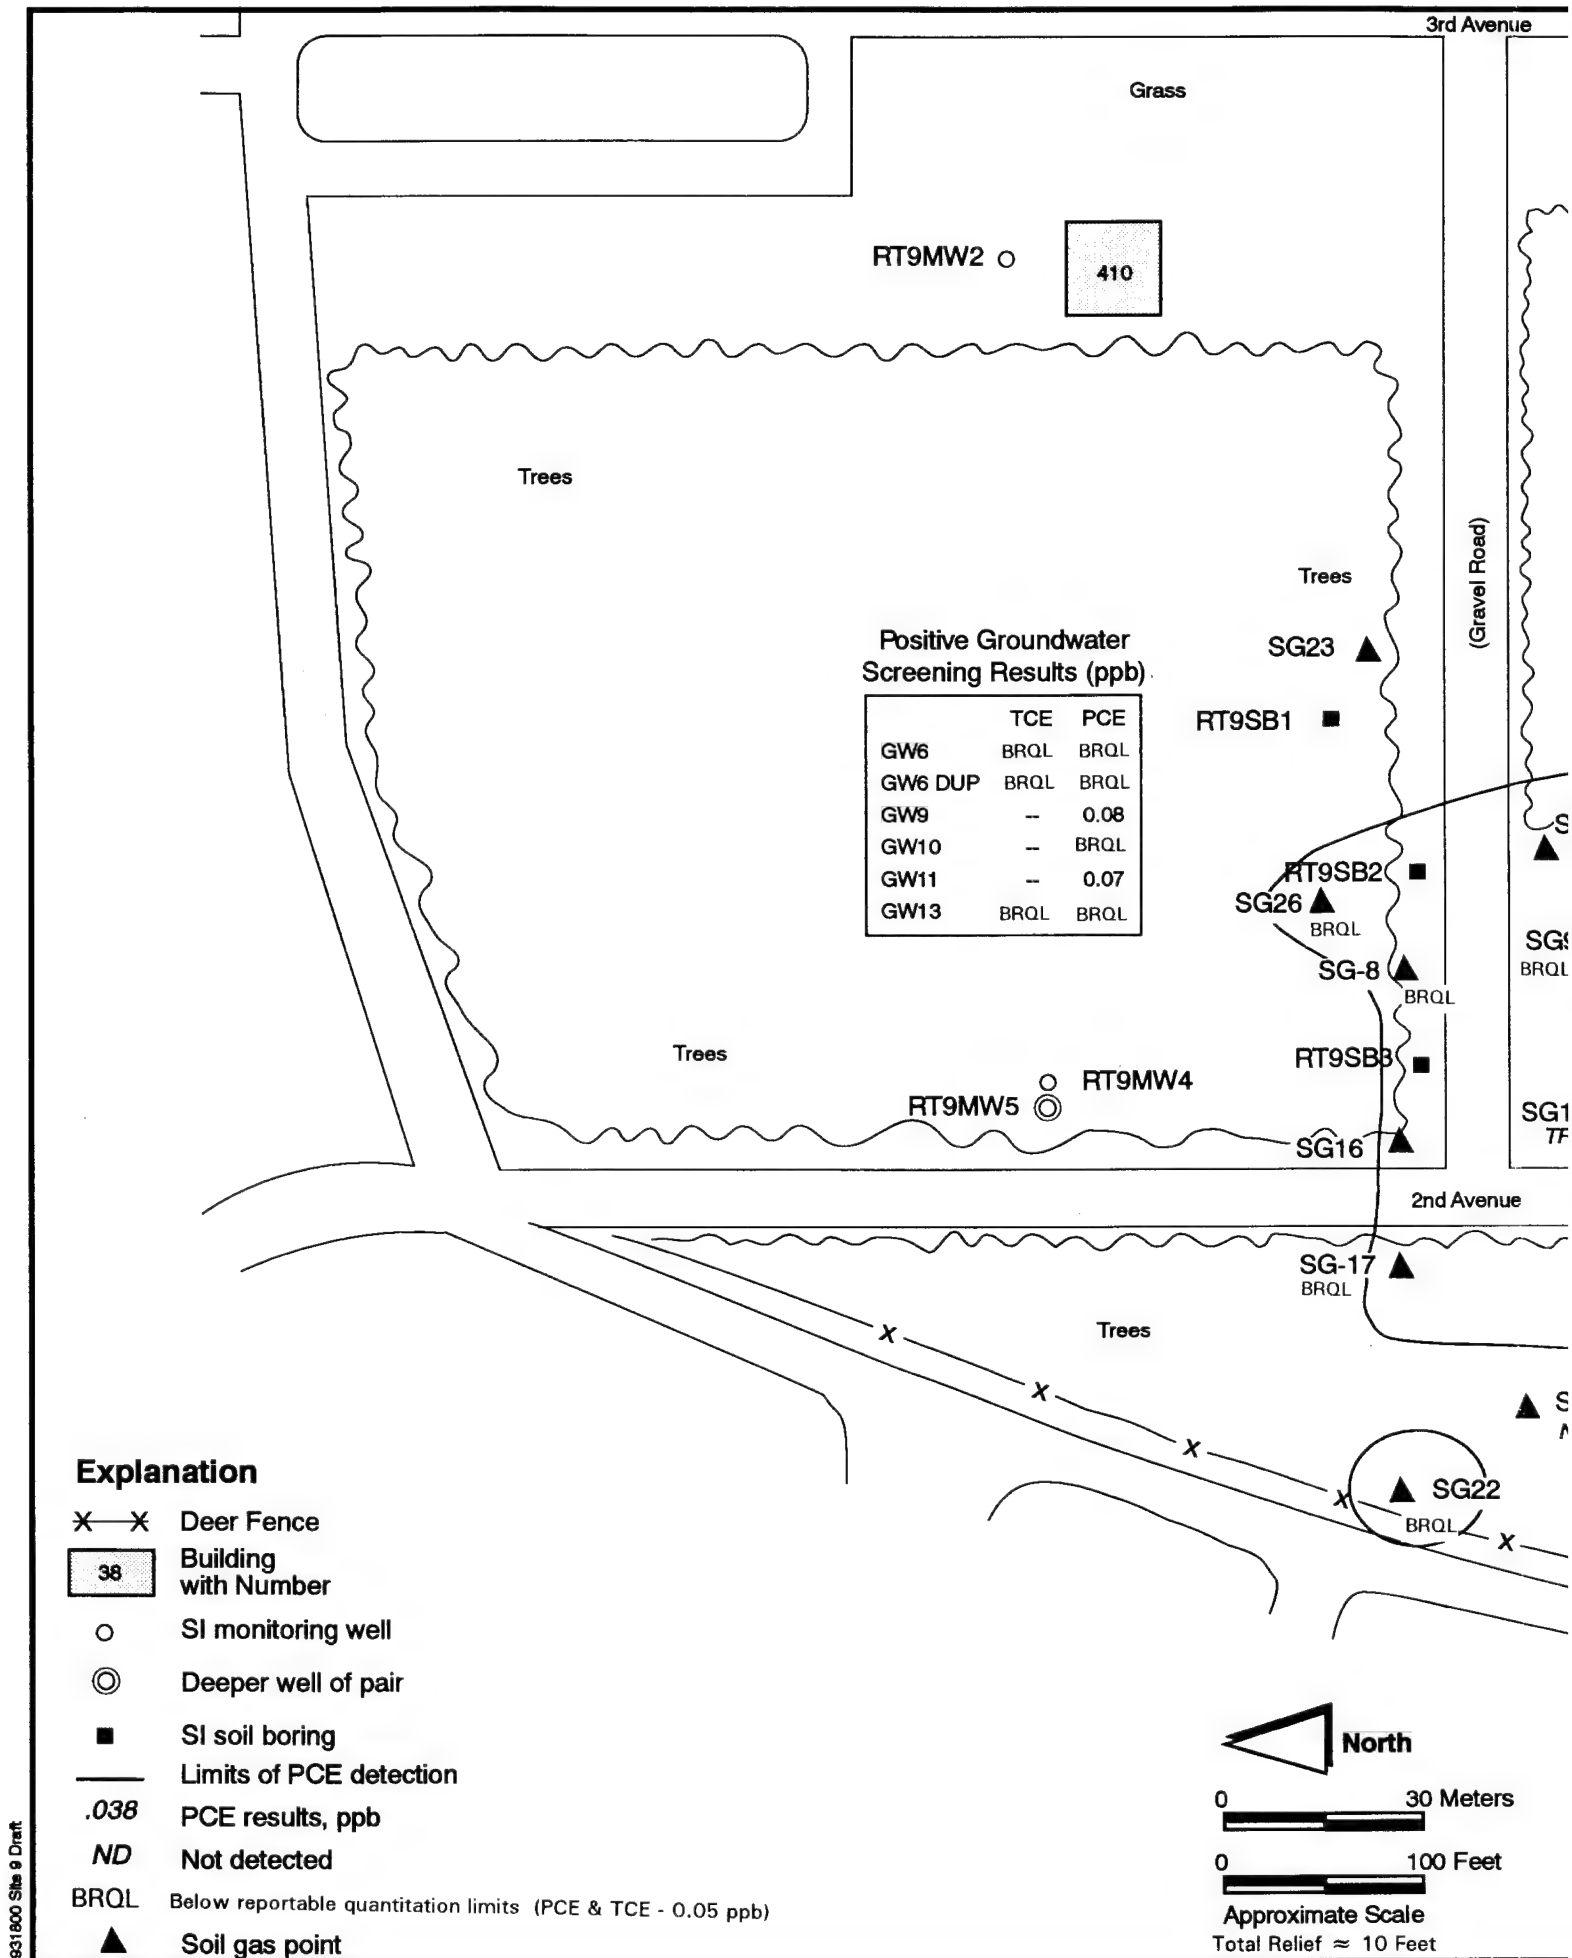 3rd Avenue
Grass
RT9MW2
410
Trees
Trees
(Gravel Road)
Positive Groundwater
Screening Results (ppb)
TCE PCE
GW6 BRQL BRQL
GW6 DUP BRQL BRQL
GW9 -- 0.08
GW10 -- BRQL
GW11 -- 0.07
GW13 BRQL BRQL
SG23
RT9SB1
RT9SB2
SG26
BRQL
SG-8
BRQL
BRQL
RT9SB3
Trees
RT9MW4
RT9MW5
SG16
2nd Avenue
SG-17
BRQL
Trees
X
X
X
X
X
SG22
BRQL
Explanation
X X Deer Fence
38 Building
with Number
SI monitoring well
Deeper well of pair
SI soil boring
Limits of PCE detection
.038 PCE results, ppb
ND Not detected
BRQL Below reportable quantitation limits (PCE & TCE - 0.05 ppb)
Soil gas point
North
0 30 Meters
0 100 Feet
Approximate Scale
Total Relief ≈ 10 Feet
931800 Site 9 Draft